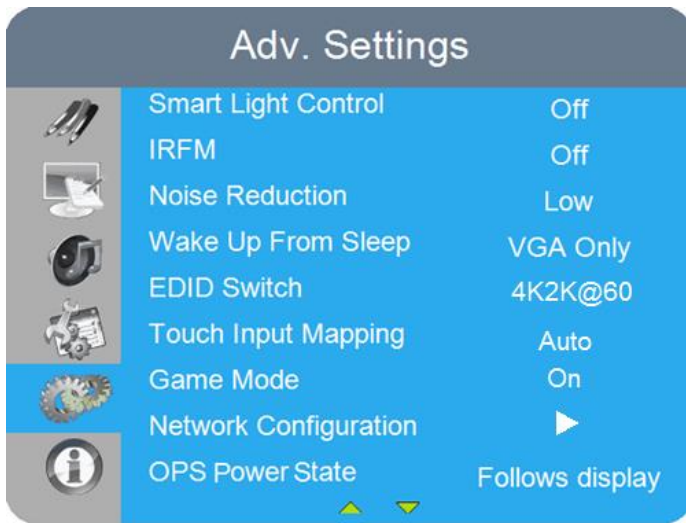 Adv. Settings
Smart Light Control Off
IRFM Off
Noise Reduction Low
Wake Up From Sleep VGA Only
EDID Switch 4K2K@60
Touch Input Mapping Auto
Game Mode On
Network Configuration
OPS Power State Follows display